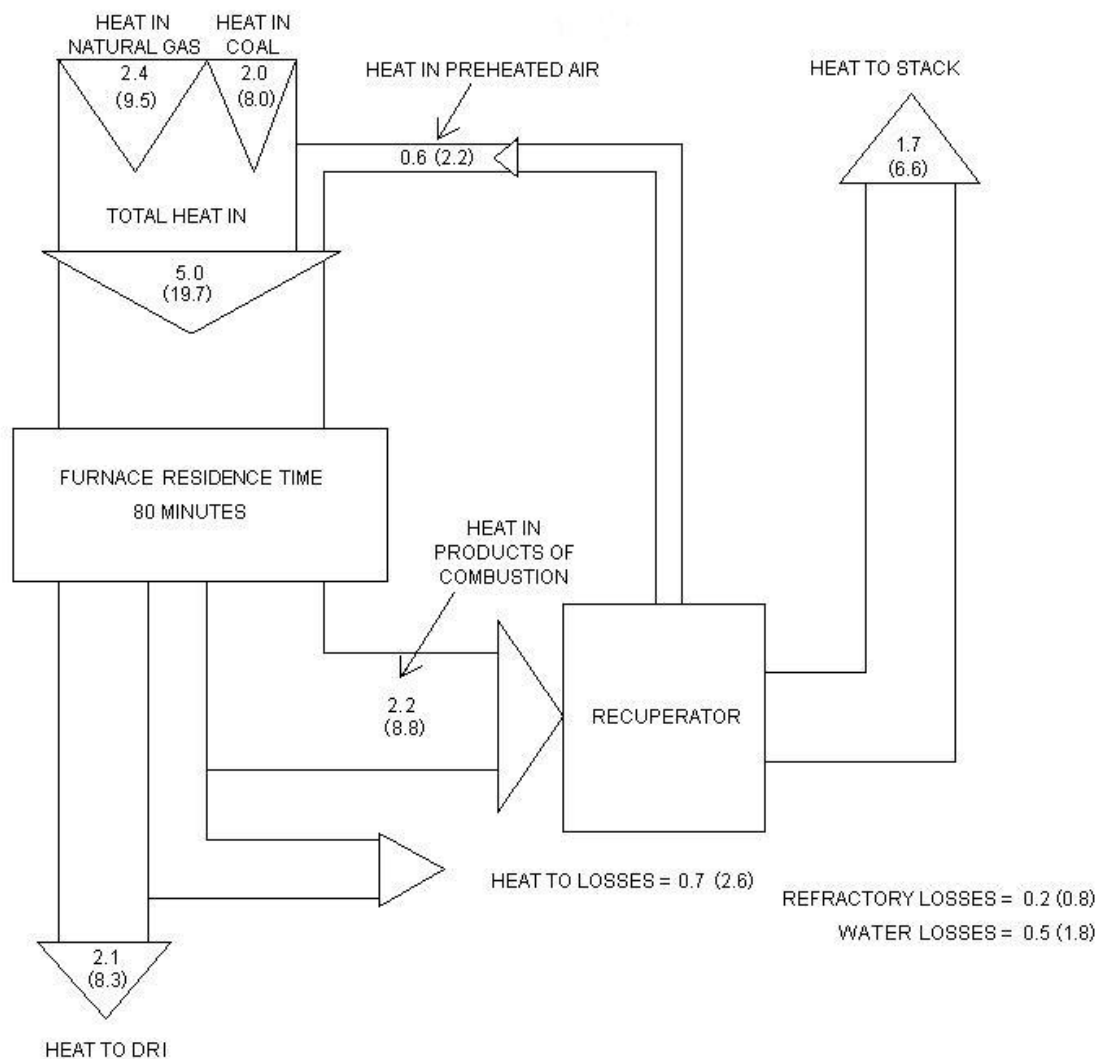 HEAT IN
NATURAL GAS
HEAT IN
COAL
2.4
(9.5)
2.0
(8.0)
HEAT IN PREHEATED AIR
0.6 (2.2)
HEAT TO STACK
1.7
(6.6)
TOTAL HEAT IN
5.0
(19.7)
FURNACE RESIDENCE TIME
80 MINUTES
HEAT IN
PRODUCTS OF
COMBUSTION
2.2
(8.8)
RECUPERATOR
HEAT TO LOSSES = 0.7 (2.6)
REFRACTORY LOSSES = 0.2 (0.8)
WATER LOSSES = 0.5 (1.8)
2.1
(8.3)
HEAT TO DRI